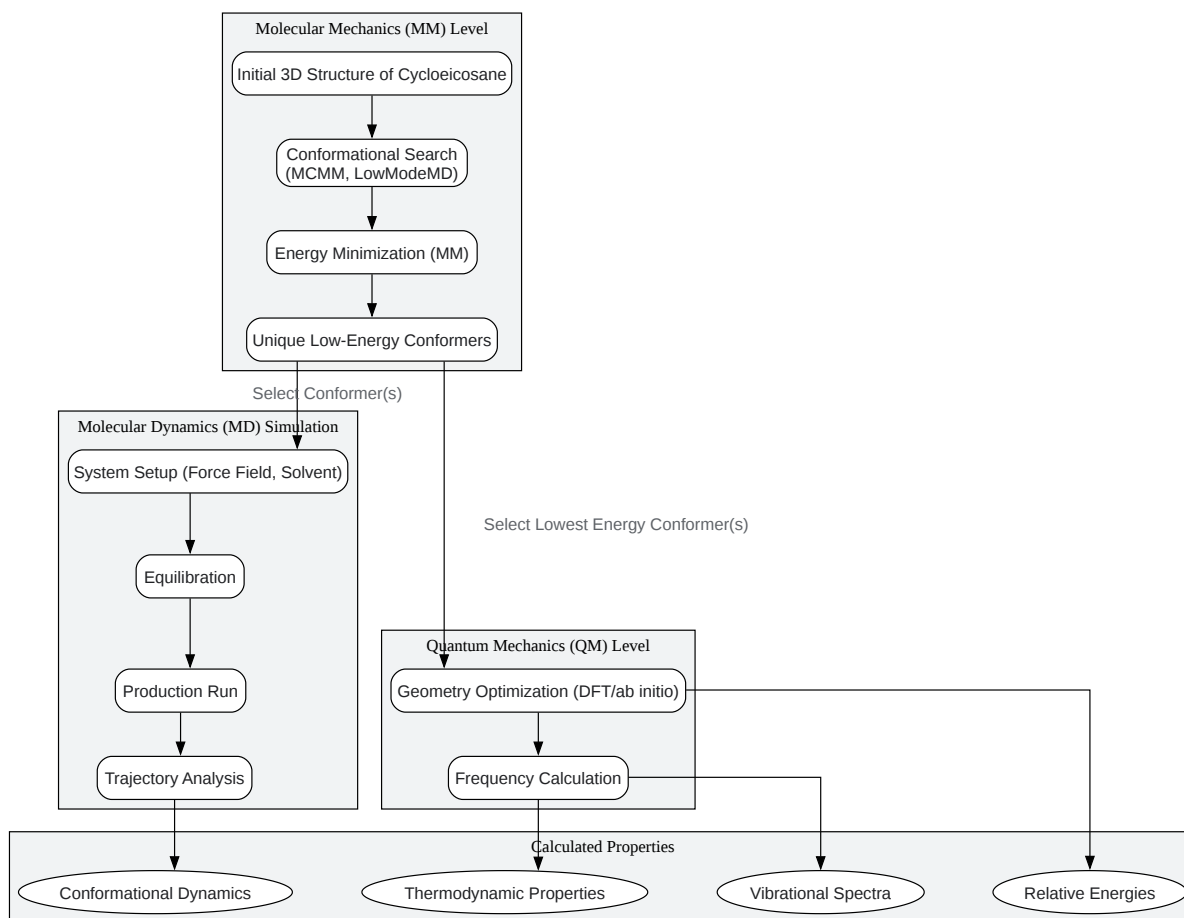 Molecular Mechanics (MM) Level
Initial 3D Structure of Cycloeicosane
Conformational Search
(MCMM, LowModeMD)
Energy Minimization (MM)
Unique Low-Energy Conformers
Select Conformer(s)
Molecular Dynamics (MD) Simulation
System Setup (Force Field, Solvent)
Equilibration
Production Run
Trajectory Analysis
Select Lowest Energy Conformer(s)
Quantum Mechanics (QM) Level
Geometry Optimization (DFT/ab initio)
Frequency Calculation
Calculated Properties
Conformational Dynamics
Thermodynamic Properties
Vibrational Spectra
Relative Energies